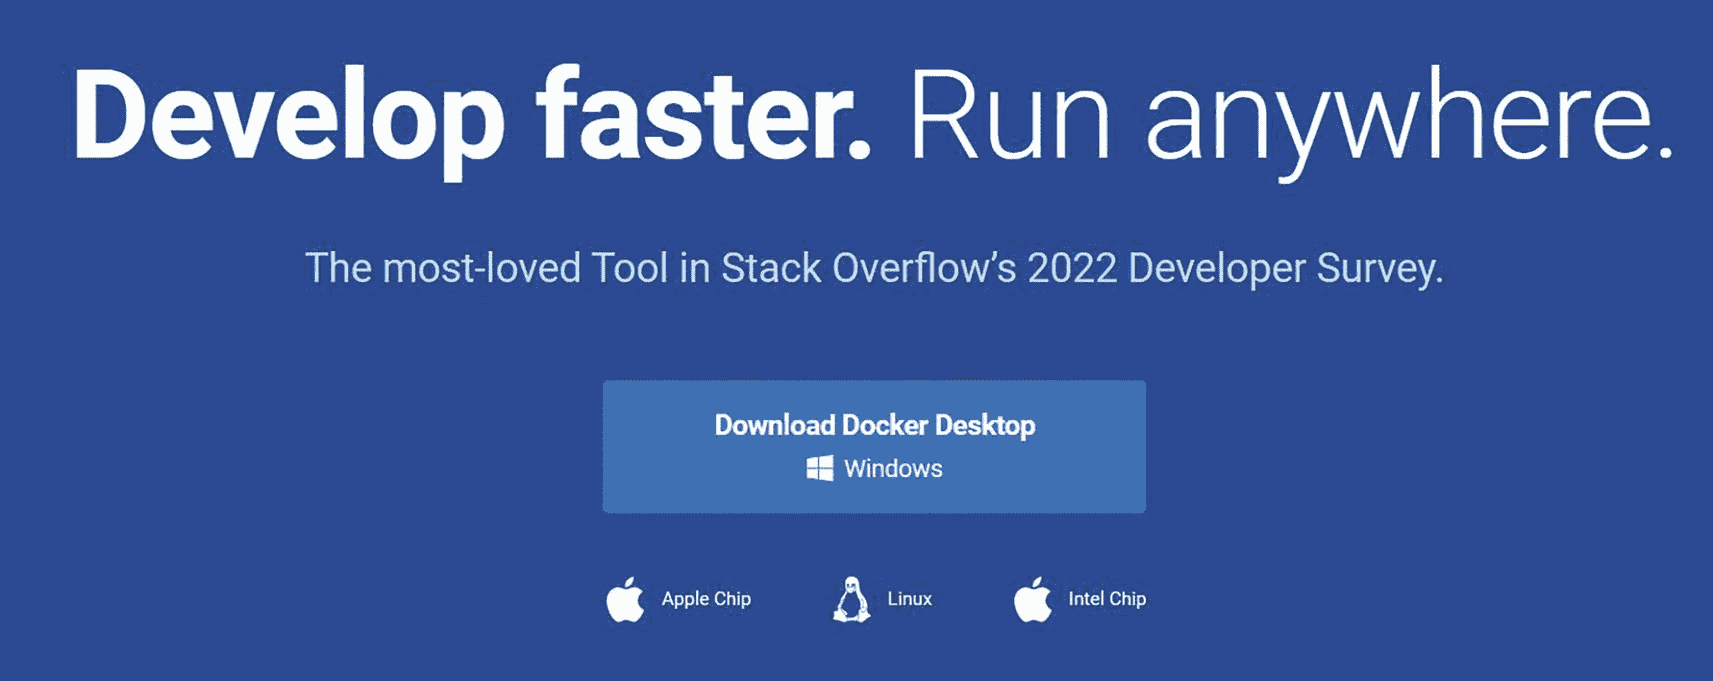 Develop faster. Run anywhere.
The most-loved Tool in Stack Overflow’s 2022 Developer Survey.
Download Docker Desktop
Windows
Apple Chip Linux Intel Chip